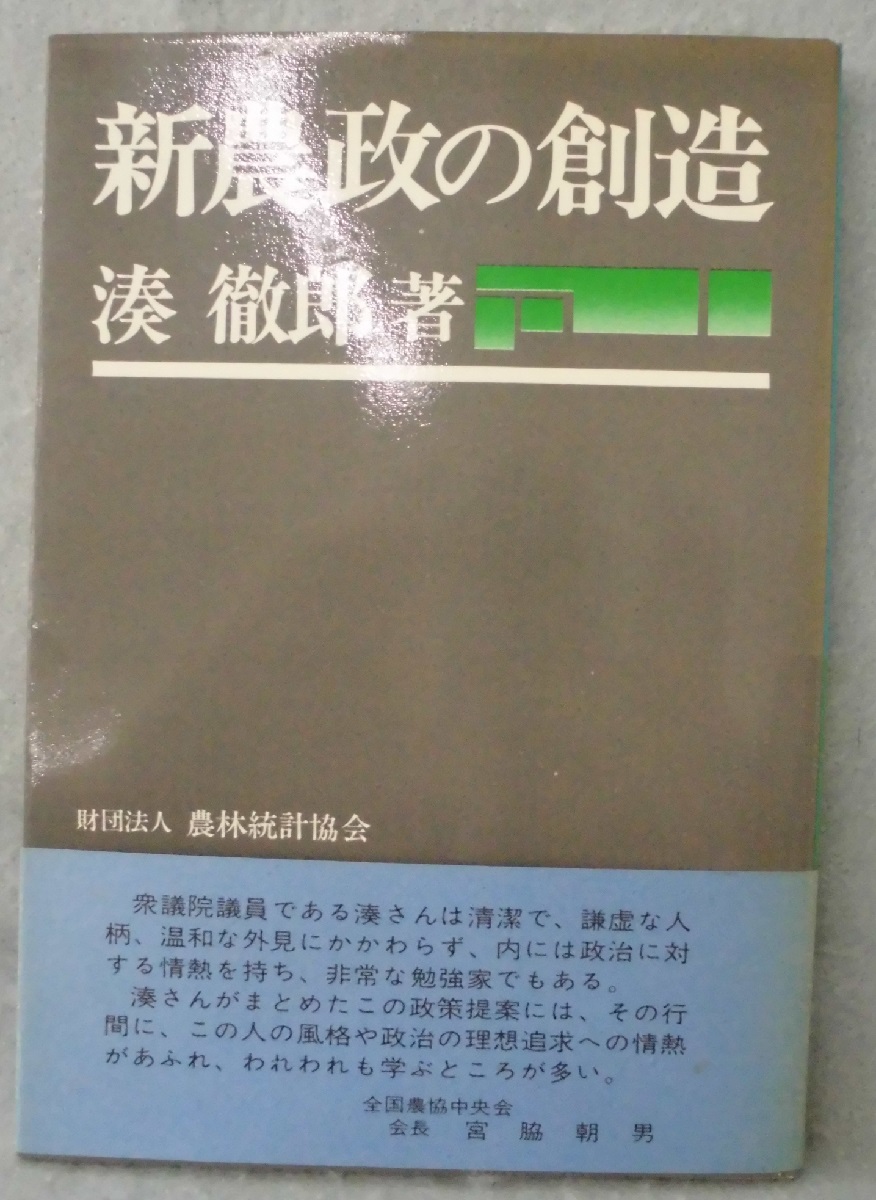 新農政の創造
湊 徹郎 著
財団法人 農林統計協会
衆議院議員である湊さんは清潔で、謙虚な人
柄、温和な外見にかかわらず、内には政治に対
する情熱を持ち、非常な勉強家でもある。
湊さんがまとめたこの政策提案には、その行
間に、この人の風格や政治の理想追求への情熱
があふれ、われわれも学ぶところが多い。
全国農協中央会
会長 宮脇朝男